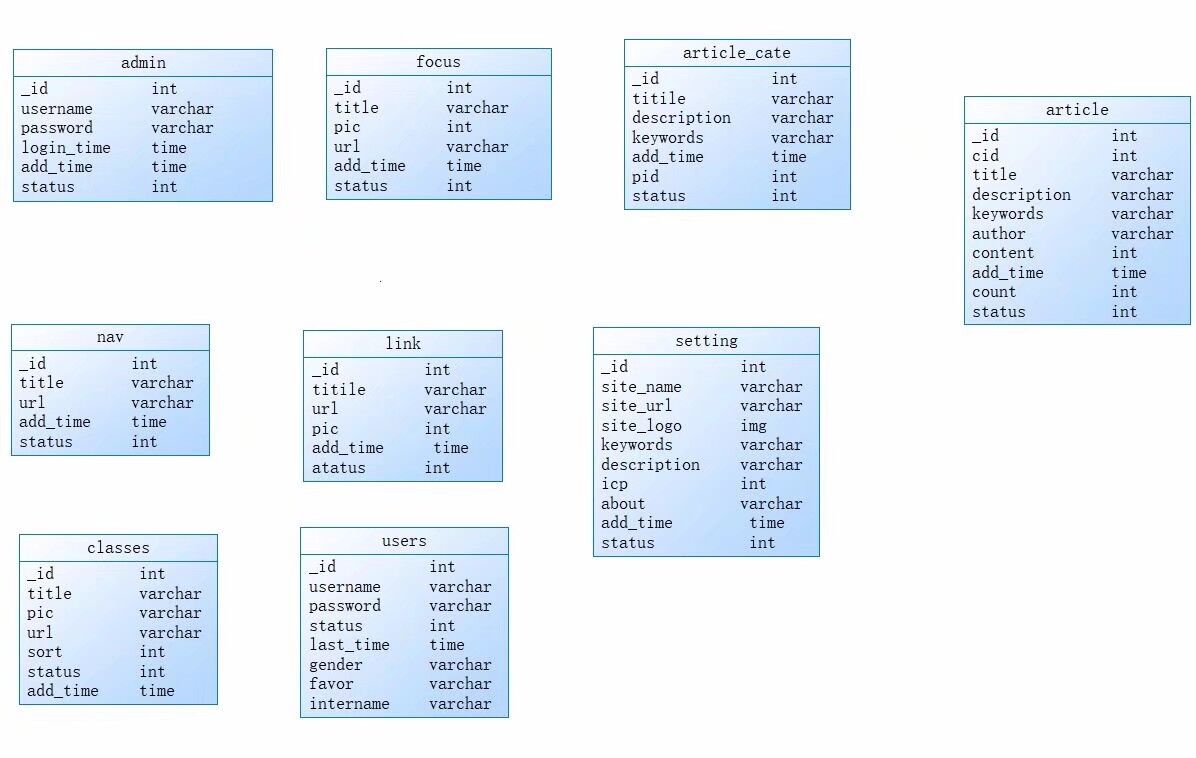 admin
_id int
username varchar
password varchar
login_time time
add_time time
status int
focus
_id int
title varchar
pic int
url varchar
add_time time
status int
article_cate
_id int
titile varchar
description varchar
keywords varchar
add_time time
pid int
status int
article
_id int
cid int
title varchar
description varchar
keywords varchar
author varchar
content int
add_time time
count int
status int
nav
_id int
title varchar
url varchar
add_time time
status int
link
_id int
titile varchar
url varchar
pic int
add_time time
atatus int
setting
_id int
site_name varchar
site_url varchar
site_logo img
keywords varchar
description varchar
icp int
about varchar
add_time time
status int
classes
_id int
title varchar
pic varchar
url varchar
sort int
status int
add_time time
users
_id int
username varchar
password varchar
status int
last_time time
gender varchar
favor varchar
intername varchar